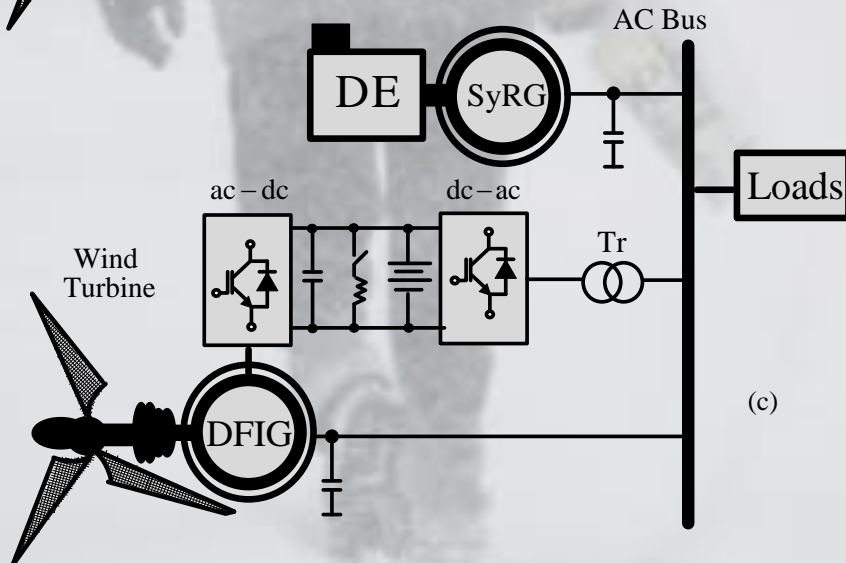 AC Bus
DE
SyRG
Loads
ac – dc
dc – ac
Tr
Wind
Turbine
DFIG
(c)